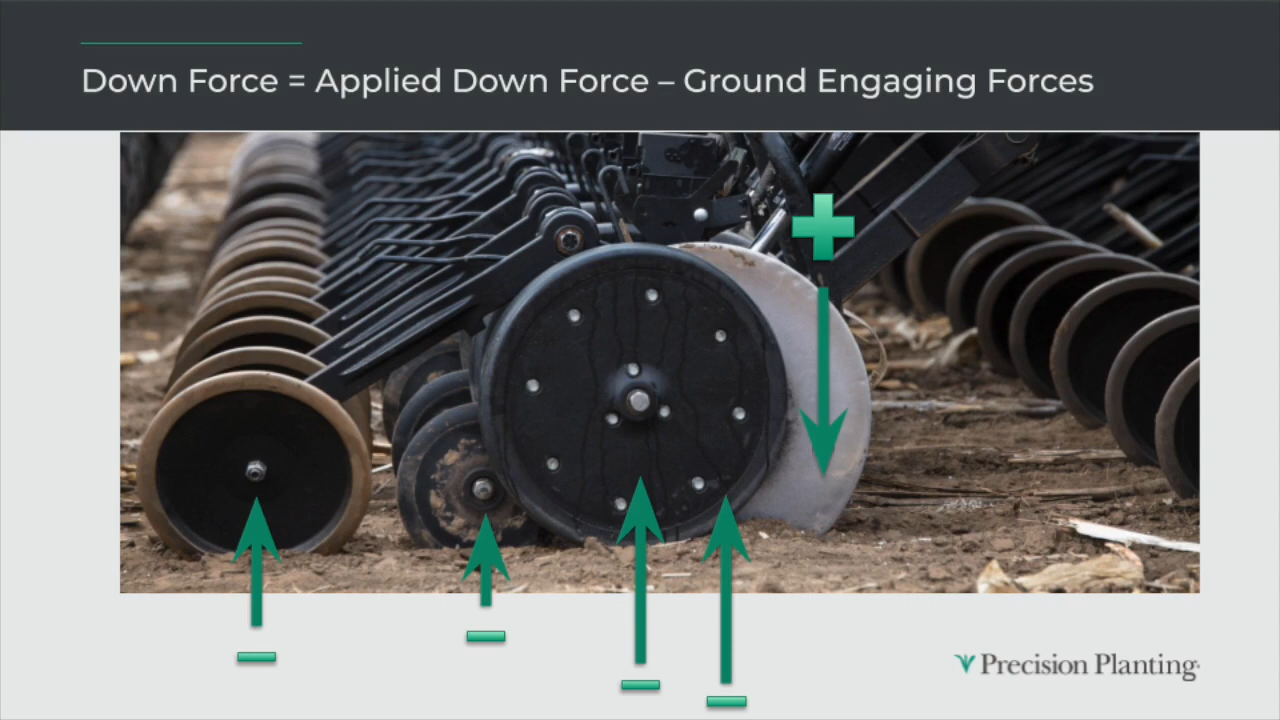 Down Force = Applied Down Force – Ground Engaging Forces
Precision Planting